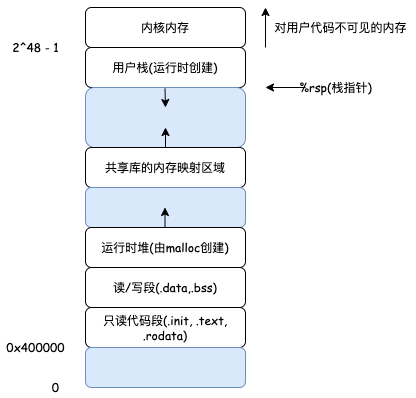 内核内存
对用户代码不可见的内存
2^48 - 1
用户栈(运行时创建)
%rsp(栈指针)
共享库的内存映射区域
运行时堆(由malloc创建)
读/写段(.data,.bss)
只读代码段(.init, .text,
.rodata)
0x400000
0